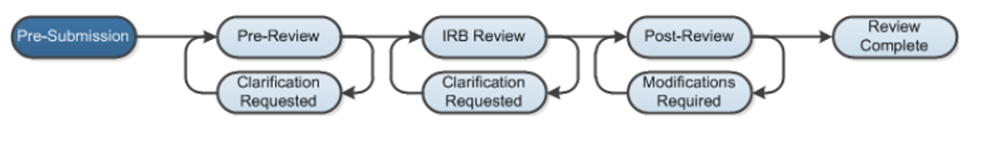 Pre-Submission
Pre-Review
IRB Review
Post-Review
Review
Complete
Clarification
Requested
Clarification
Requested
Modifications
Required